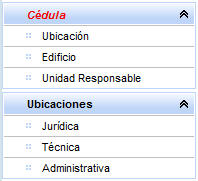 Cédula
Ubicación
Edificio
Unidad Responsable
Ubicaciones
Jurídica
Técnica
Administrativa